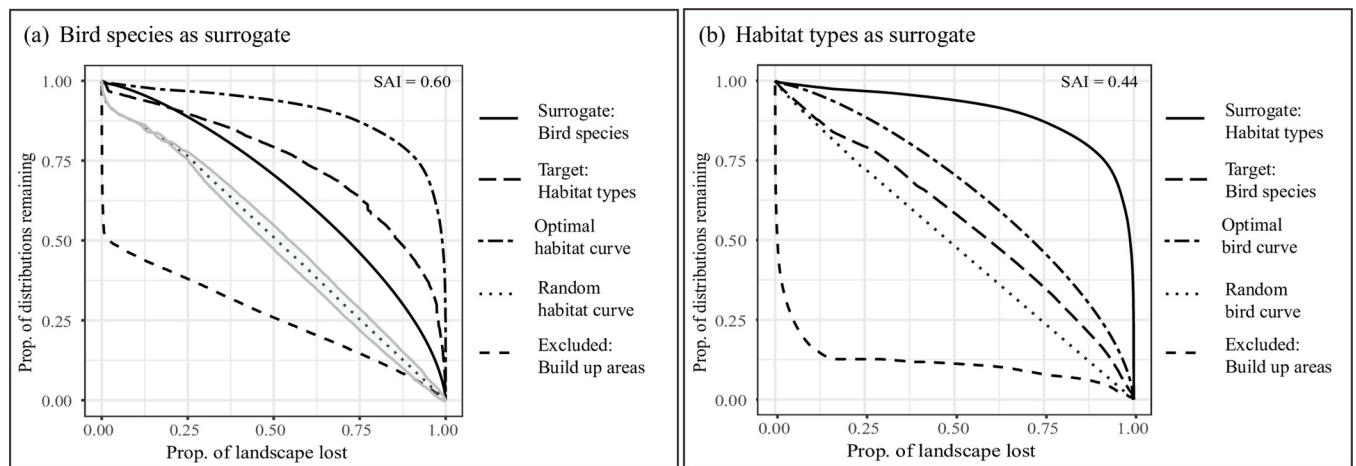 (a) Bird species as surrogate
SAI = 0.60
1.00
0.75
0.50
0.25
0.00
Prop. of distributions remaining
0.00 0.25 0.50 0.75 1.00
Prop. of landscape lost
Surrogate:
Bird species
Target:
Habitat types
Optimal
habitat curve
Random
habitat curve
Excluded:
Build up areas
(b) Habitat types as surrogate
SAI = 0.44
1.00
0.75
0.50
0.25
0.00
Prop. of distributions remaining
0.00 0.25 0.50 0.75 1.00
Prop. of landscape lost
Surrogate:
Habitat types
Target:
Bird species
Optimal
bird curve
Random
bird curve
Excluded:
Build up areas